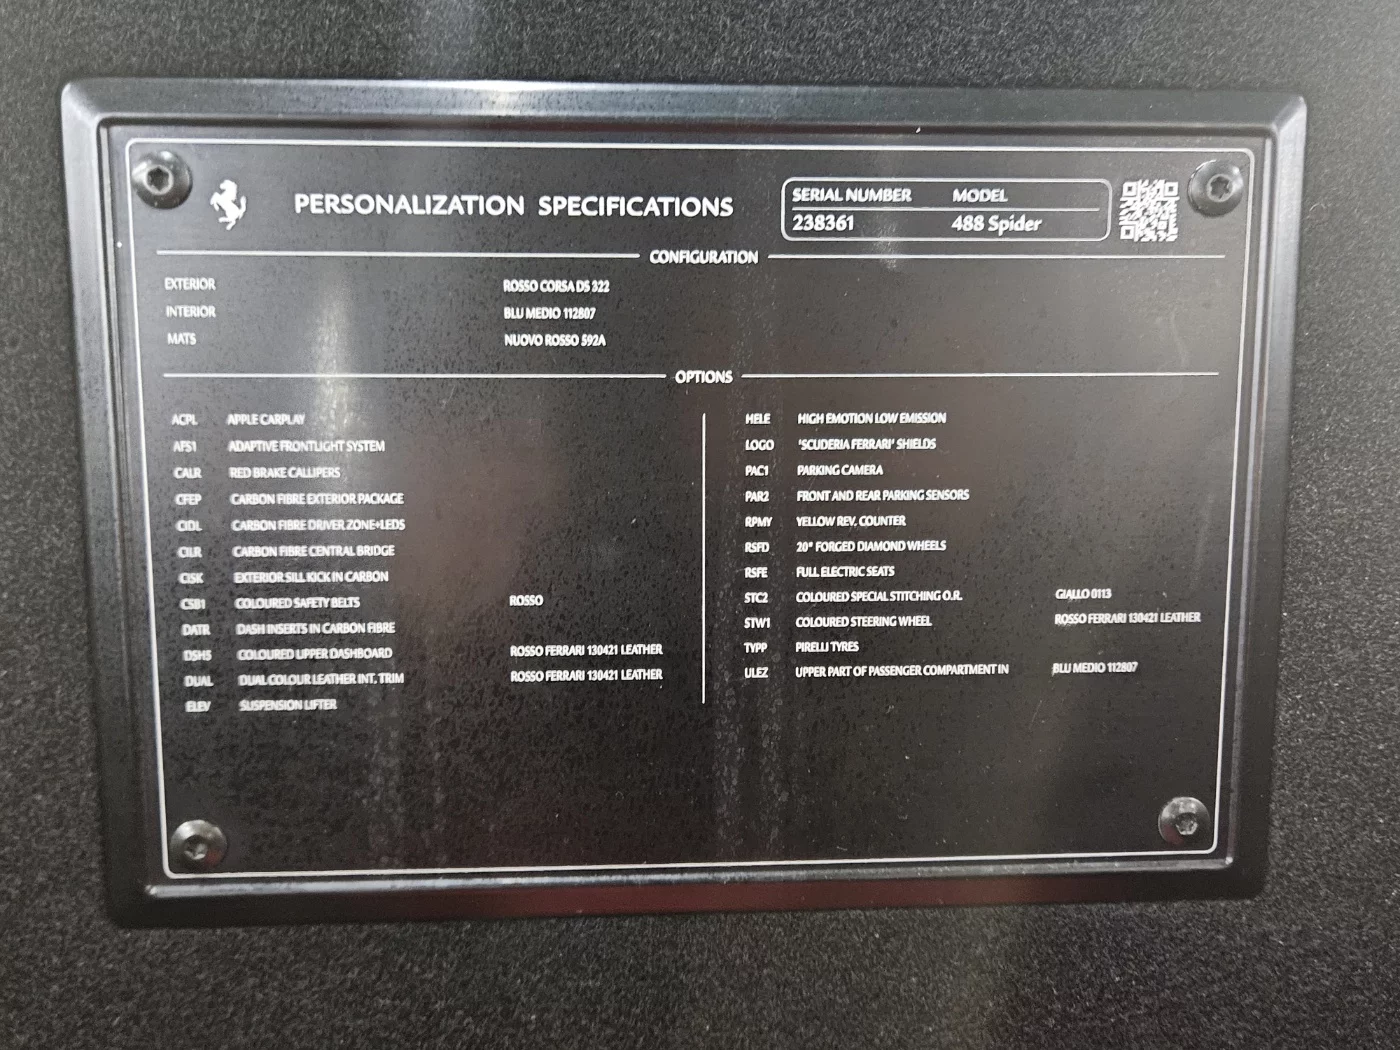 PERSONALIZATION SPECIFICATIONS
SERIAL NUMBER MODEL
238361 488 Spider
CONFIGURATION
EXTERIOR ROSSO CORSA DS 322
INTERIOR BLU MEDIO 112807
MATS NUOVO ROSSO 592A
OPTIONS
ACPL APPLE CARPLAY
AFS1 ADAPTIVE FRONTLIGHT SYSTEM
CALR RED BRAKE CALLIPERS
CFEP CARBON FIBRE EXTERIOR PACKAGE
CIDL CARBON FIBRE DRIVER ZONE+LEDS
CILR CARBON FIBRE CENTRAL BRIDGE
CISK EXTERIOR SILL KICK IN CARBON
CSB1 COLOURED SAFETY BELTS ROSSO
DATR DASH INSERTS IN CARBON FIBRE
DSH5 COLOURED UPPER DASHBOARD ROSSO FERRARI 130421 LEATHER
DUAL DUAL COLOUR LEATHER INT. TRIM ROSSO FERRARI 130421 LEATHER
ELEV SUSPENSION LIFTER
HELE HIGH EMOTION LOW EMISSION
LOGO 'SCUDERIA FERRARI' SHIELDS
PAC1 PARKING CAMERA
PAR2 FRONT AND REAR PARKING SENSORS
RPMY YELLOW REV. COUNTER
RSFD 20" FORGED DIAMOND WHEELS
RSFE FULL ELECTRIC SEATS
STC2 COLOURED SPECIAL STITCHING O.R. GIALLO 0113
STW1 COLOURED STEERING WHEEL ROSSO FERRARI 130421 LEATHER
TYPP PIRELLI TYRES
ULEZ UPPER PART OF PASSENGER COMPARTMENT IN BLU MEDIO 112807